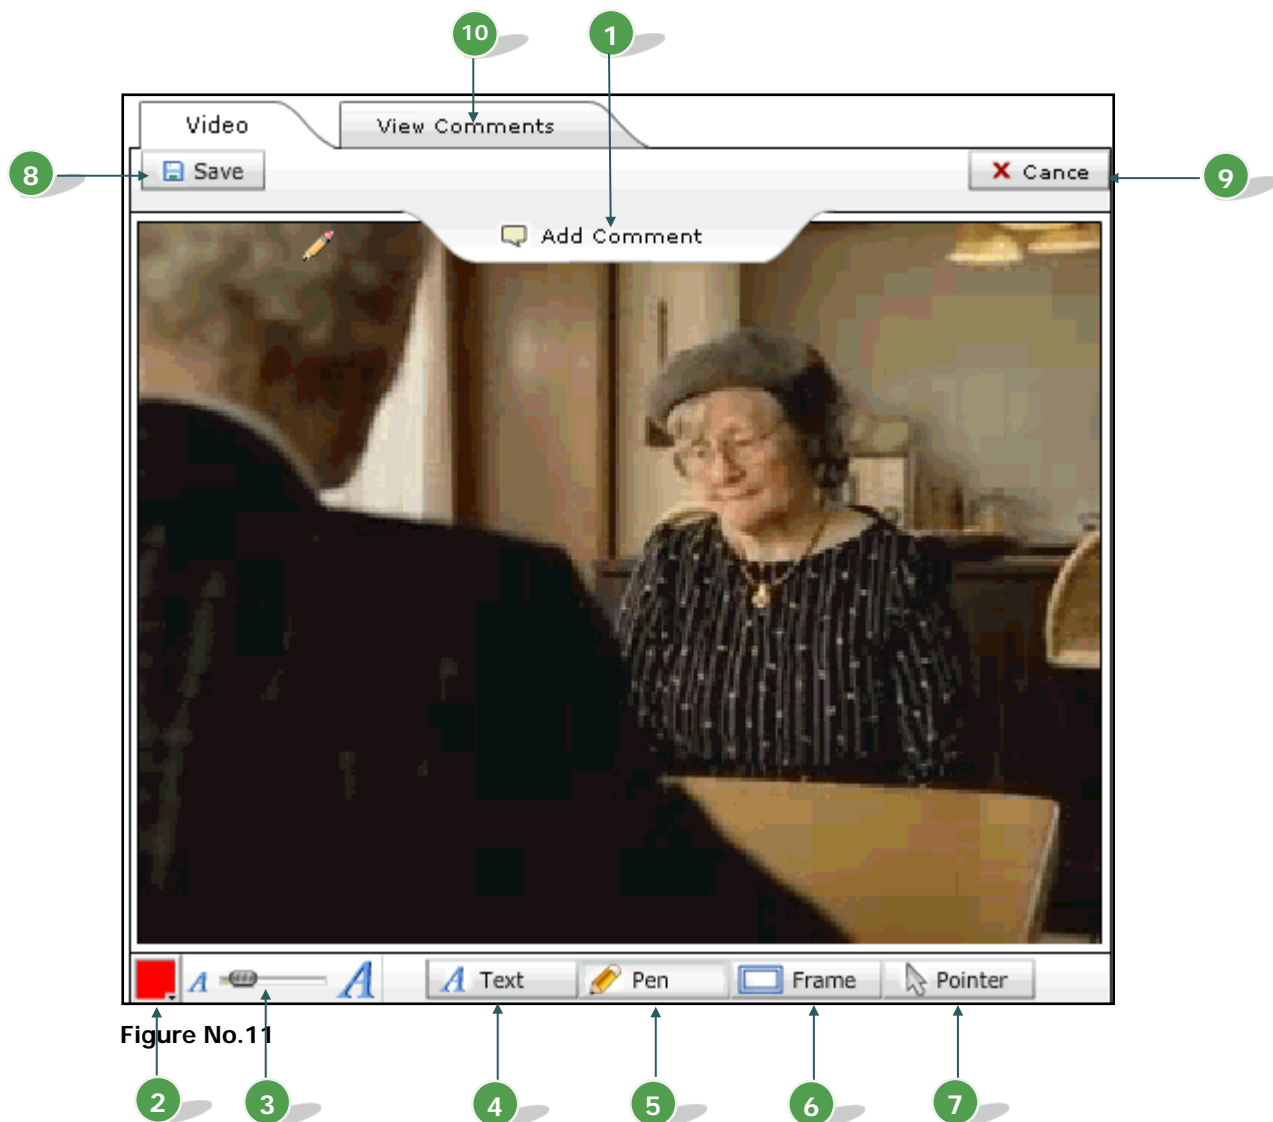 10 1
Video View Comments
8 Save Cance 9
Add Comment
A A A Text Pen Frame Pointer
Figure No.11
2 3 4 5 6 7